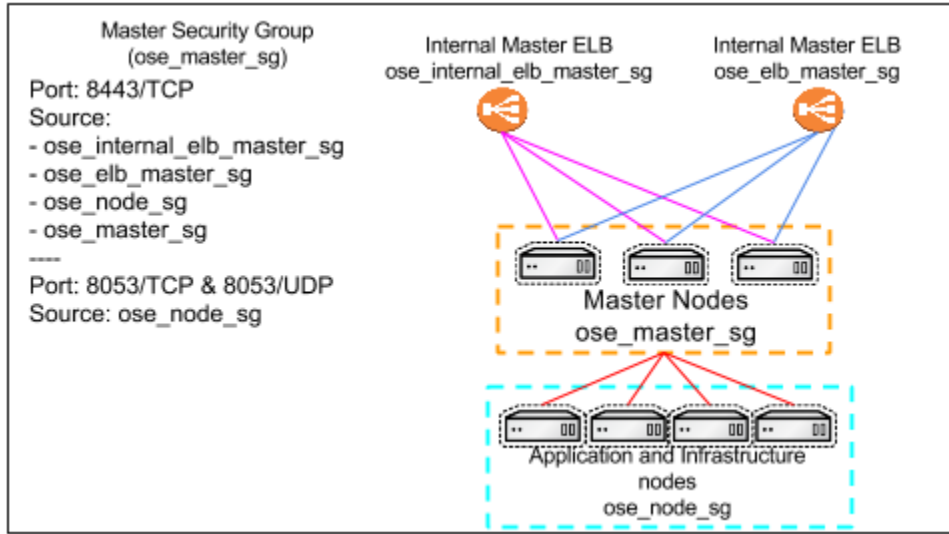 Master Security Group
(ose_master_sg)
Port: 8443/TCP
Source:
- ose_internal_elb_master_sg
- ose_elb_master_sg
- ose_node_sg
- ose_master_sg
----
Port: 8053/TCP & 8053/UDP
Source: ose_node_sg
Internal Master ELB
ose_internal_elb_master_sg
Internal Master ELB
ose_elb_master_sg
Master Nodes
ose_master_sg
Application and Infrastructure
nodes
ose_node_sg